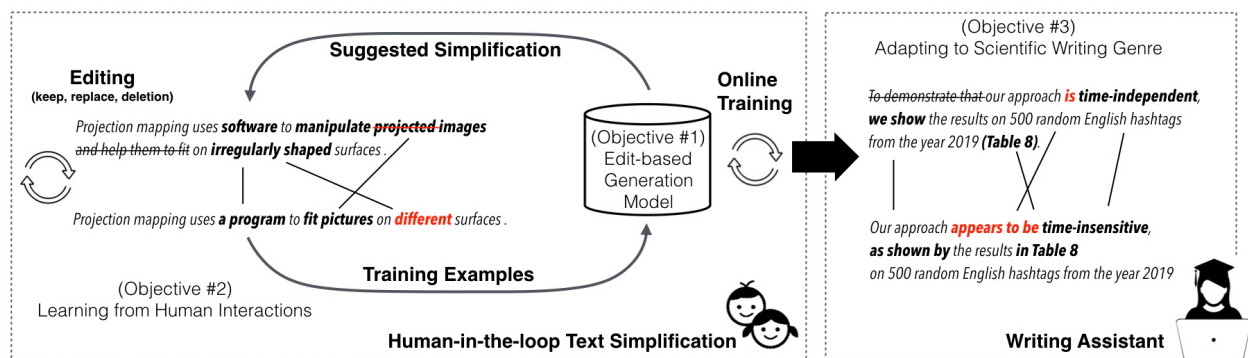 Suggested Simplification
Editing
(keep, replace, deletion)
Projection mapping uses software to manipulate projected images
and help them to fit on irregularly shaped surfaces .
Projection mapping uses a program to fit pictures on different surfaces .
Training Examples
(Objective #2)
Learning from Human Interactions
(Objective #1)
Edit-based
Generation
Model
Online
Training
Human-in-the-loop Text Simplification
(Objective #3)
Adapting to Scientific Writing Genre
To demonstrate that our approach is time-independent,
we show the results on 500 random English hashtags
from the year 2019 (Table 8).
Our approach appears to be time-insensitive,
as shown by the results in Table 8
on 500 random English hashtags from the year 2019
Writing Assistant